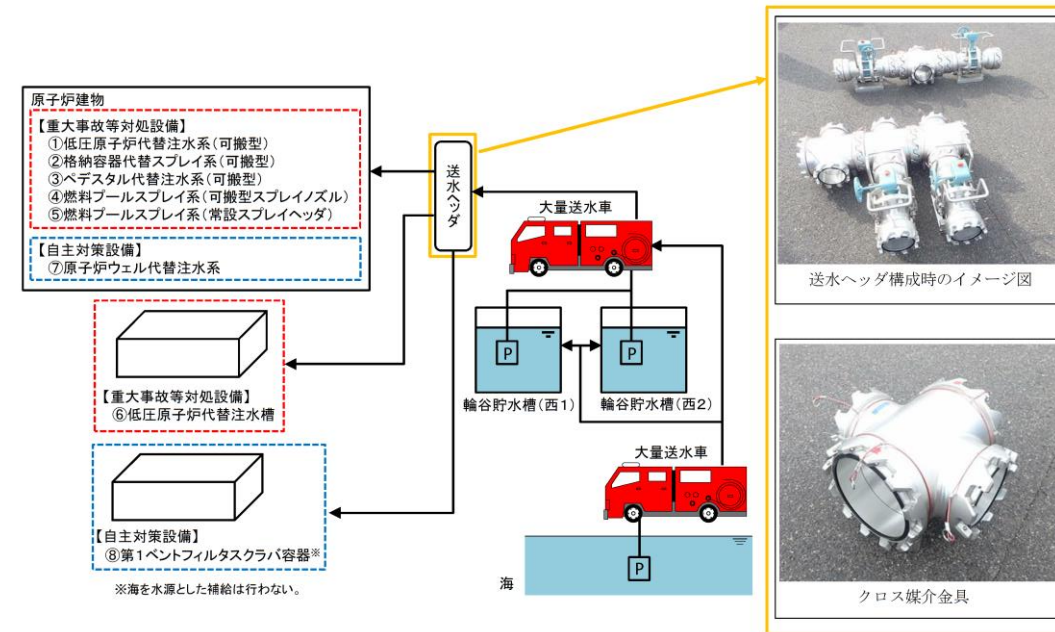 原子炉建物
【重大事故等対処設備】
①低圧原子炉代替注水系(可搬型)
②格納容器代替スプレイ系(可搬型)
③ペデスタル代替注水系(可搬型)
④燃料プールスプレイ系(可搬型スプレイノズル)
⑤燃料プールスプレイ系(常設スプレイヘッダ)
【自主対策設備】
⑦原子炉ウェル代替注水系
【重大事故等対処設備】
⑥低圧原子炉代替注水槽
【自主対策設備】
⑧第1ベントフィルタスクラバ容器※
※海を水源とした補給は行わない。
送水ヘッダ
大量送水車
P
P
輪谷貯水槽(西1)
輪谷貯水槽(西2)
大量送水車
P
海
送水ヘッダ構成時のイメージ図
クロス媒介金具